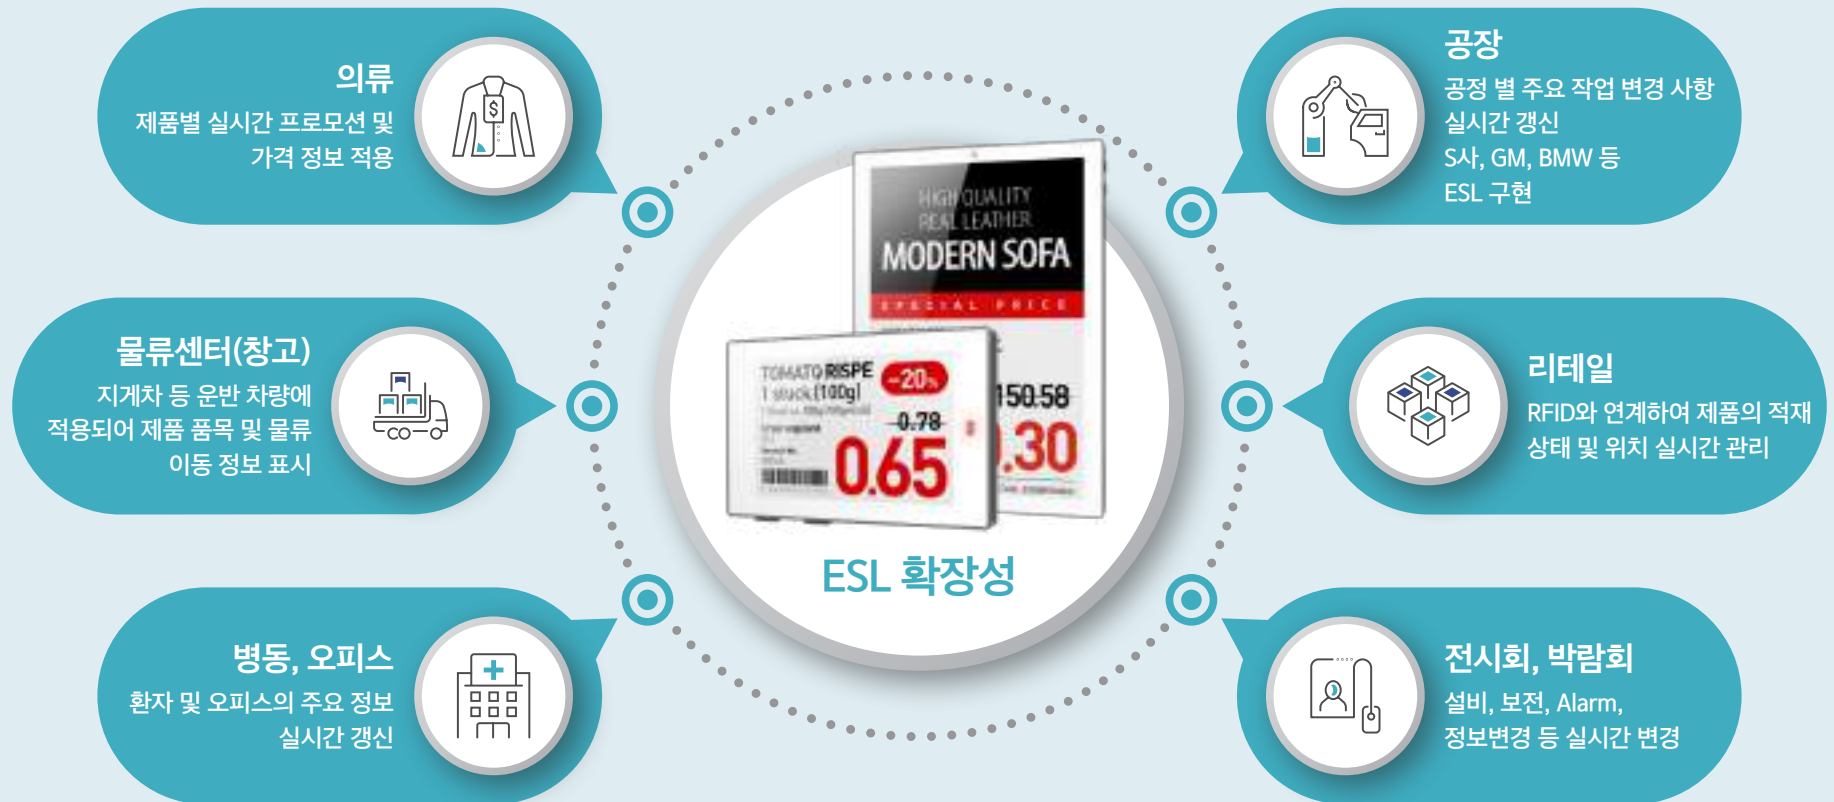 의류
제품별 실시간 프로모션 및
가격 정보 적용
물류센터(창고)
지게차 등 운반 차량에
적용되어 제품 품목 및 물류
이동 정보 표시
병동, 오피스
환자 및 오피스의 주요 정보
실시간 갱신
$
HIGH QUALITY
REAL LEATHER
MODERN SOFA
SPECIAL PRICE
150.58
.30
TOMATO RISPE
1 stuck (100g)
-20%
0.78
0.65
ESL 확장성
공장
공정 별 주요 작업 변경 사항
실시간 갱신
S사, GM, BMW 등
ESL 구현
리테일
RFID와 연계하여 제품의 적재
상태 및 위치 실시간 관리
전시회, 박람회
설비, 보전, Alarm,
정보변경 등 실시간 변경